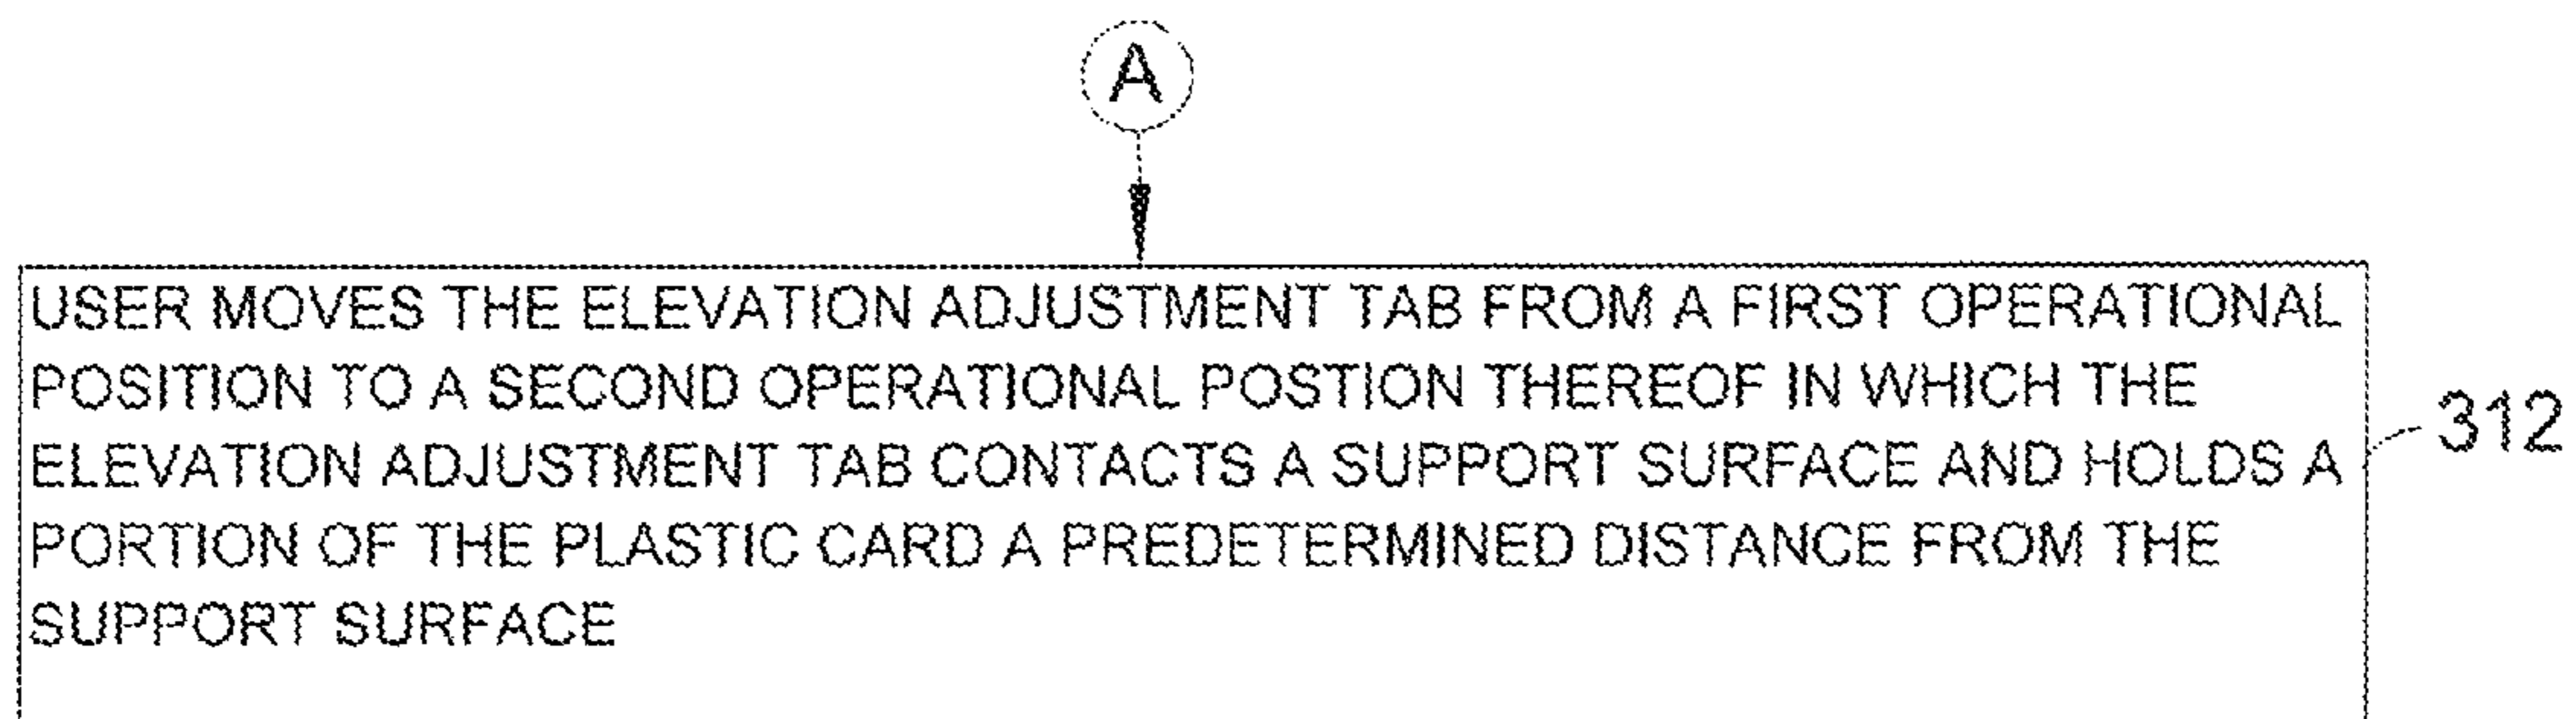 A
USER MOVES THE ELEVATION ADJUSTMENT TAB FROM A FIRST OPERATIONAL
POSITION TO A SECOND OPERATIONAL POSTION THEREOF IN WHICH THE
ELEVATION ADJUSTMENT TAB CONTACTS A SUPPORT SURFACE AND HOLDS A
PORTION OF THE PLASTIC CARD A PREDETERMINED DISTANCE FROM THE
SUPPORT SURFACE
312